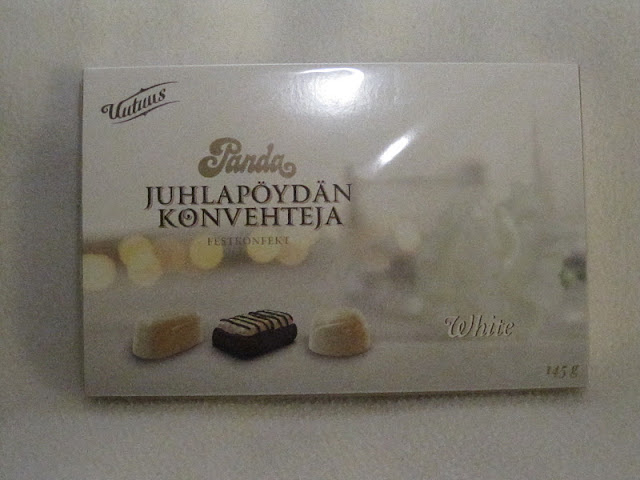 Uutuus
Panda
JUHLAPÖYDÄN
KONVEHTEJA
FESTKONFEKT
White
145 g